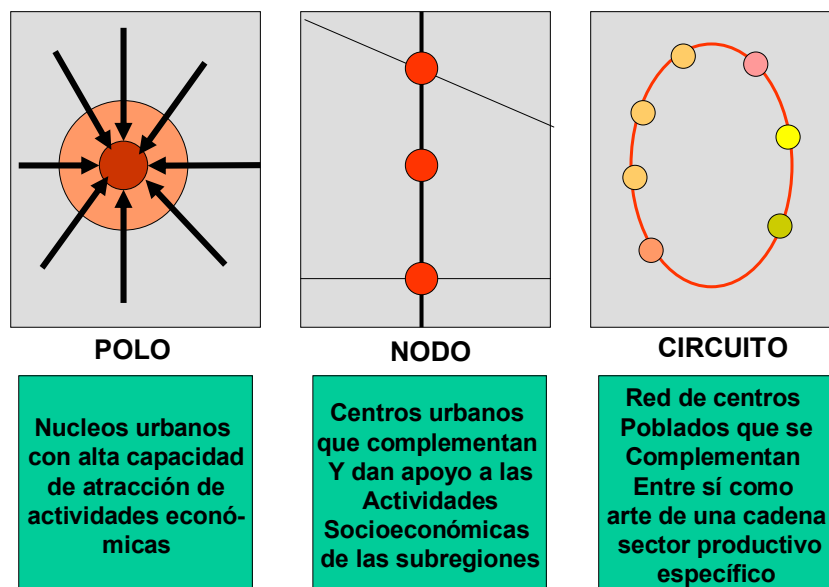 POLO
NODO
CIRCUITO
Nucleos urbanos
con alta capacidad
de atracción de
actividades econó-
micas
Centros urbanos
que complementan
Y dan apoyo a las
Actividades
Socioeconómicas
de las subregiones
Red de centros
Poblados que se
Complementan
Entre sí como
arte de una cadena
sector productivo
específico